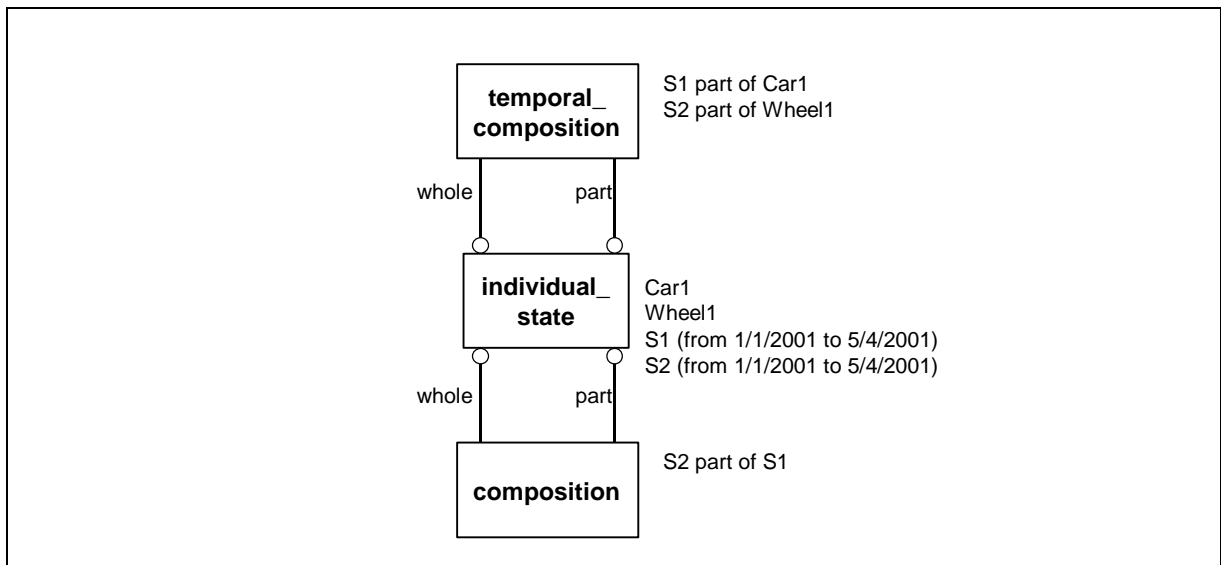 temporal_
composition
S1 part of Car1
S2 part of Wheel1
whole
part
individual_
state
Car1
Wheel1
S1 (from 1/1/2001 to 5/4/2001)
S2 (from 1/1/2001 to 5/4/2001)
whole
part
composition
S2 part of S1